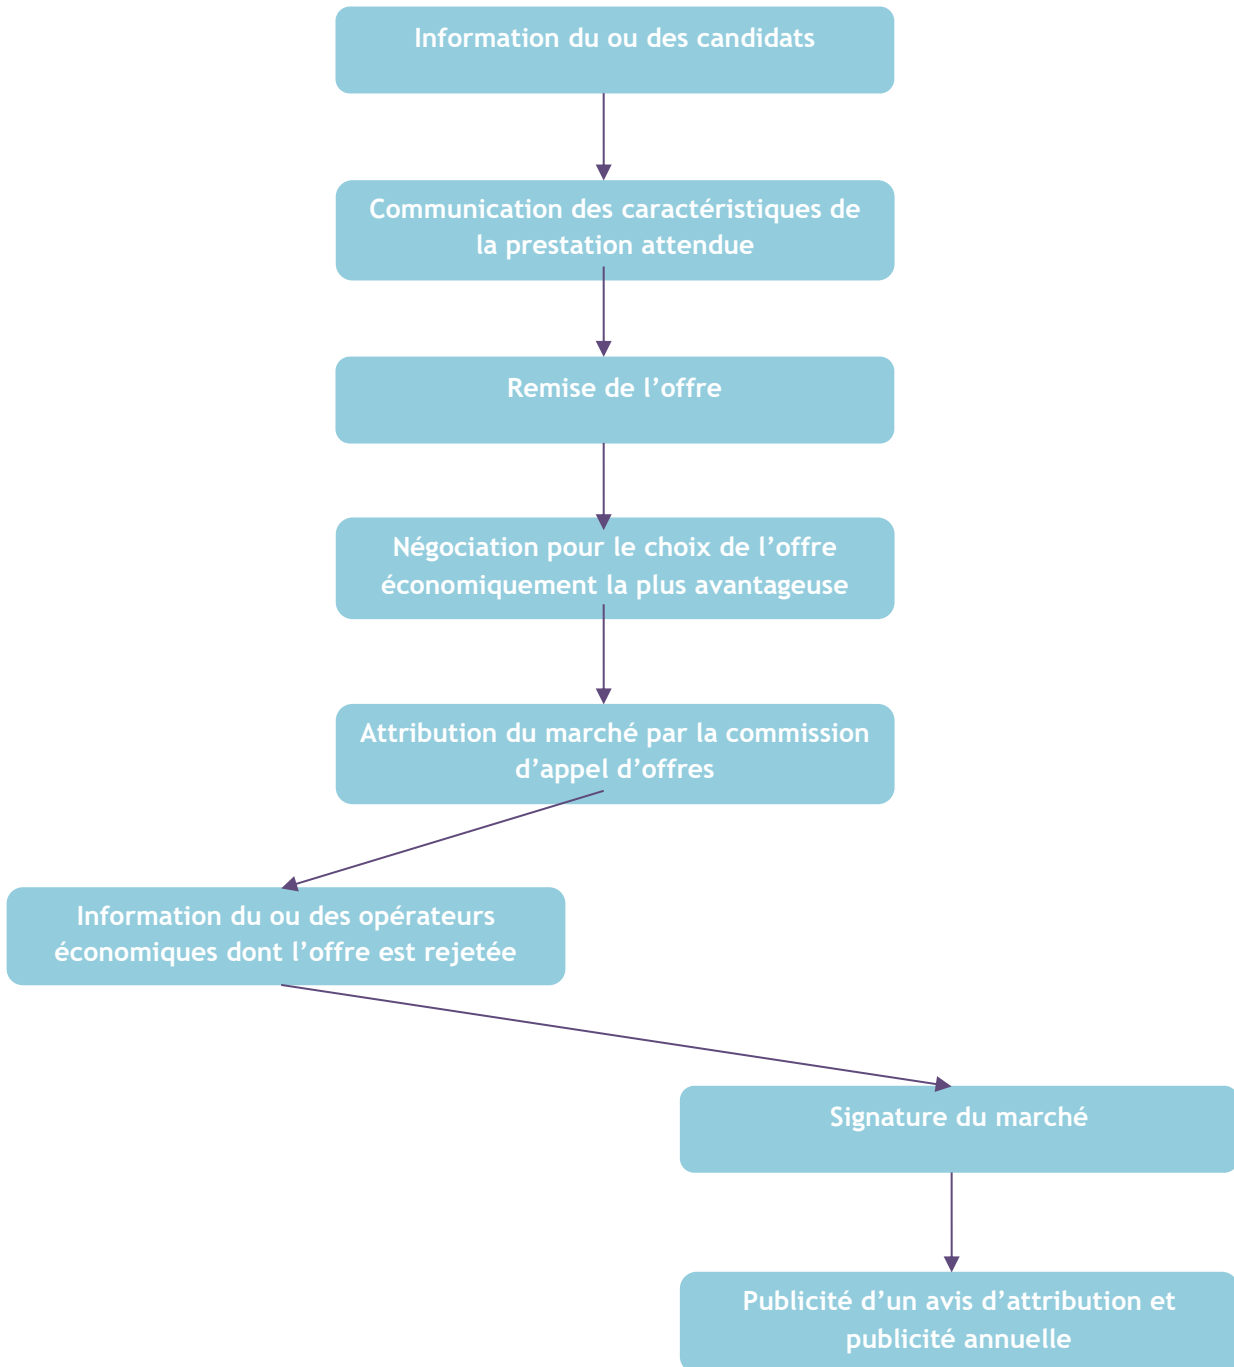 Information du ou des candidats
Communication des caractéristiques de
la prestation attendue
Remise de l’offre
Négociation pour le choix de l’offre
économiquement la plus avantageuse
Attribution du marché par la commission
d’appel d’offres
Information du ou des opérateurs
économiques dont l’offre est rejetée
Signature du marché
Publicité d’un avis d’attribution et
publicité annuelle